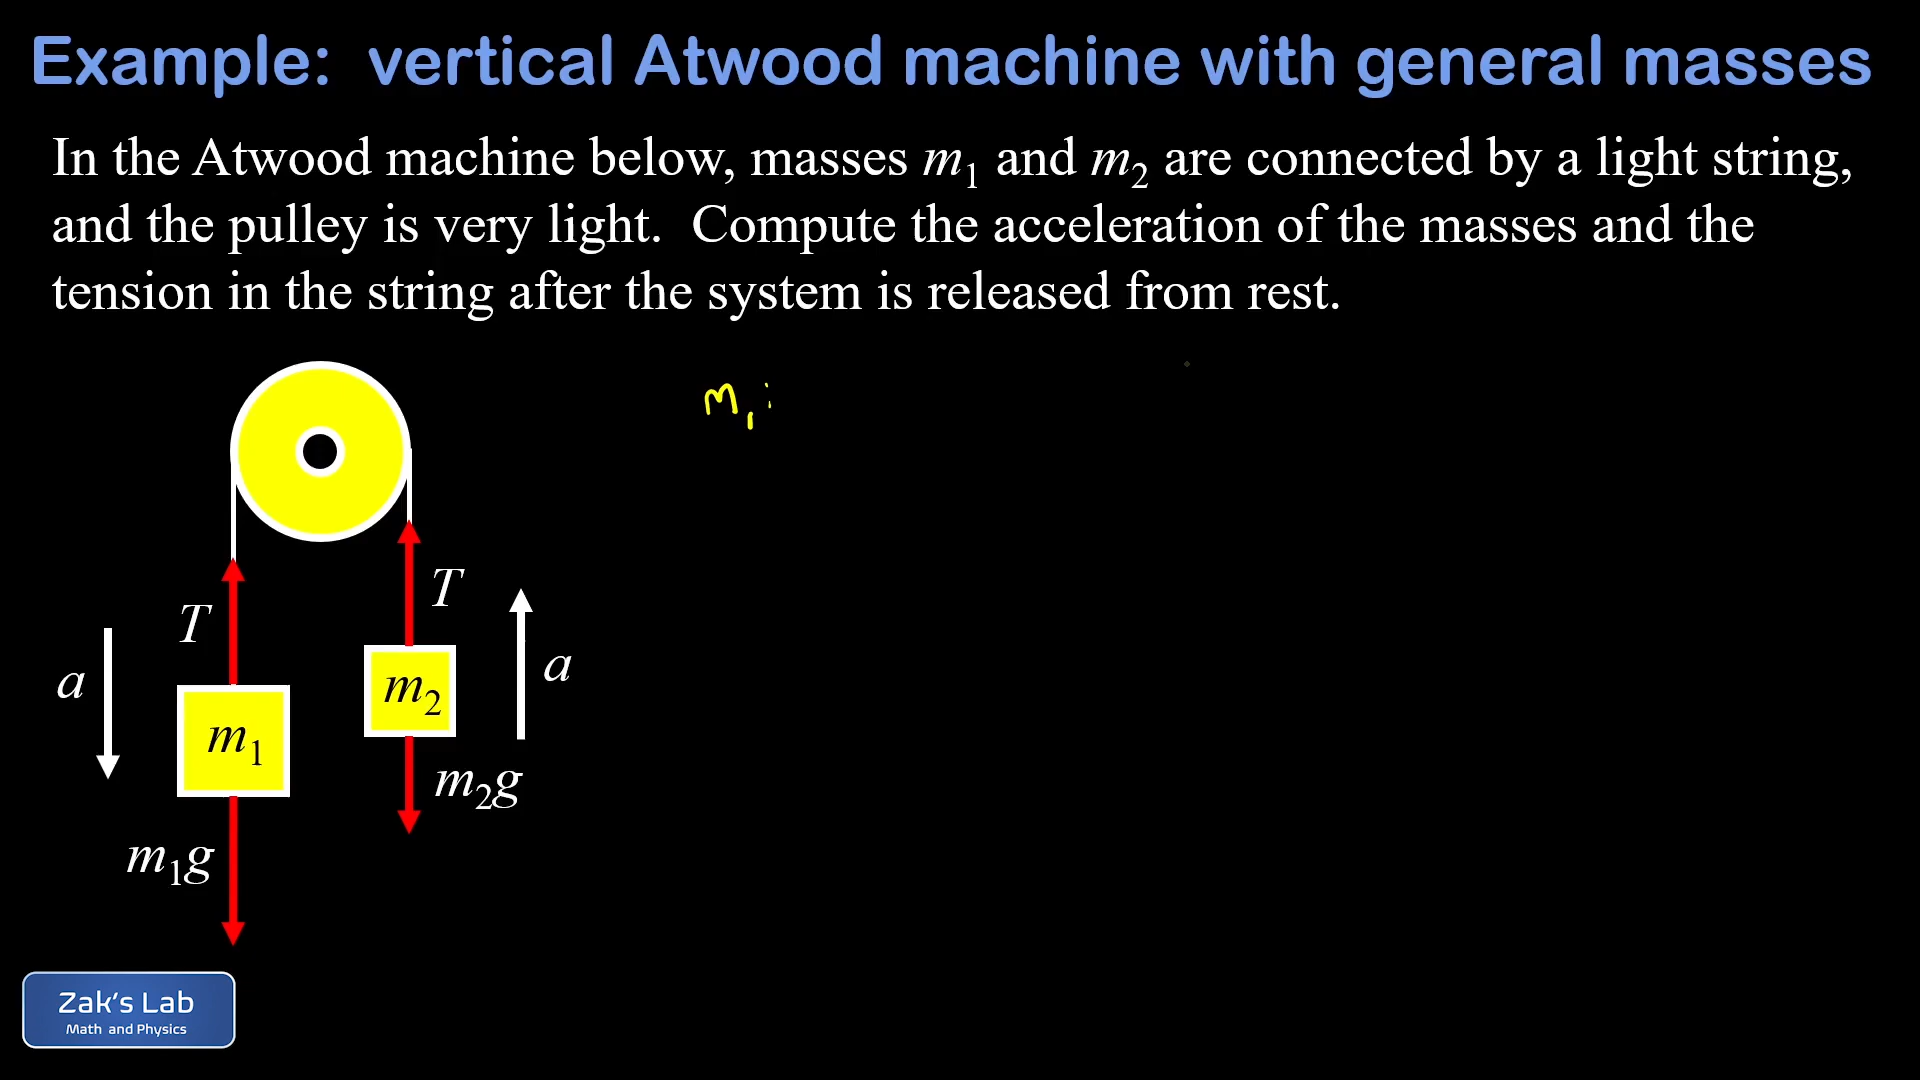 Example: vertical Atwood machine with general masses
In the Atwood machine below, masses m₁ and m₂ are connected by a light string,
and the pulley is very light. Compute the acceleration of the masses and the
tension in the string after the system is released from rest.
m₁:
T
T
a
a
m₂
m₁
m₂g
m₁g
Zak's Lab
Math and Physics